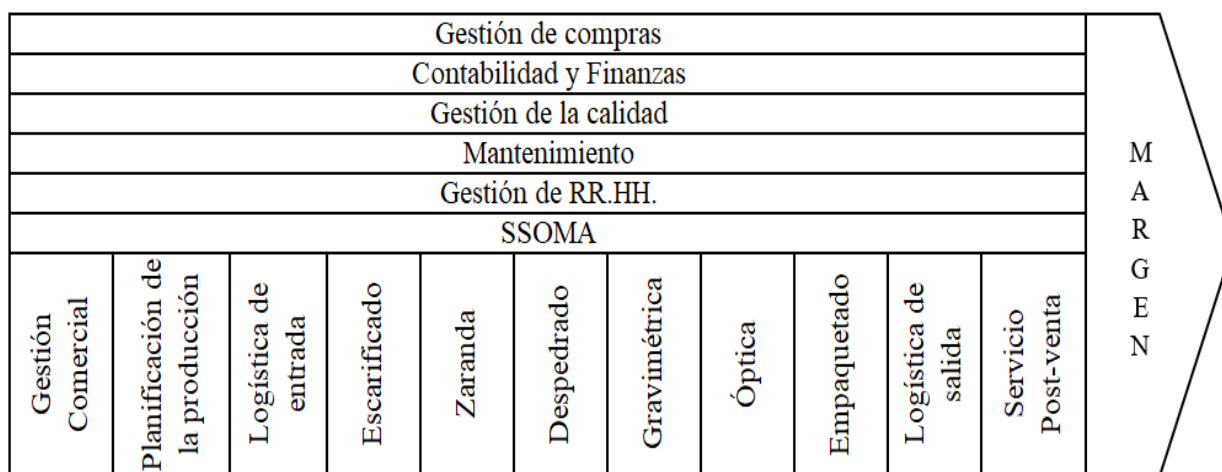 Gestión de compras
Contabilidad y Finanzas
Gestión de la calidad
Mantenimiento
Gestión de RR.HH.
SSOMA
Gestión
Comercial
Planificación de
la producción
Logística de
entrada
Escarificado
Zaranda
Despedrado
Gravimétrica
Óptica
Empaquetado
Logística de
salida
Servicio
Post-venta
M
A
R
G
E
N